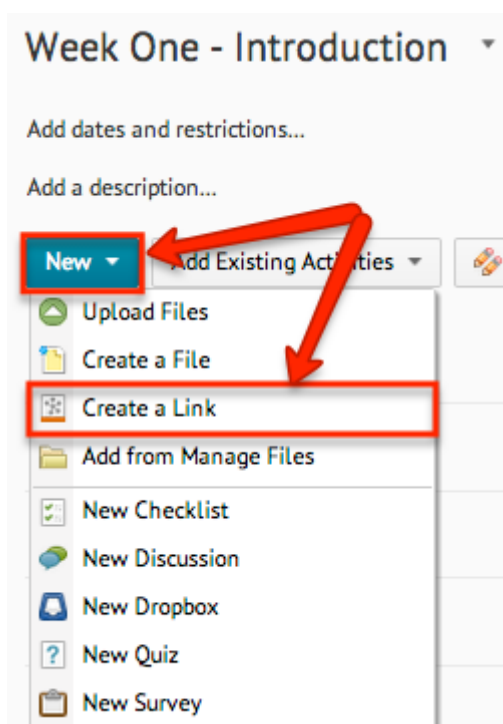 Week One - Introduction
Add dates and restrictions...
Add a description...
New Add Existing Activities
Upload Files
Create a File
Create a Link
Add from Manage Files
New Checklist
New Discussion
New Dropbox
New Quiz
New Survey